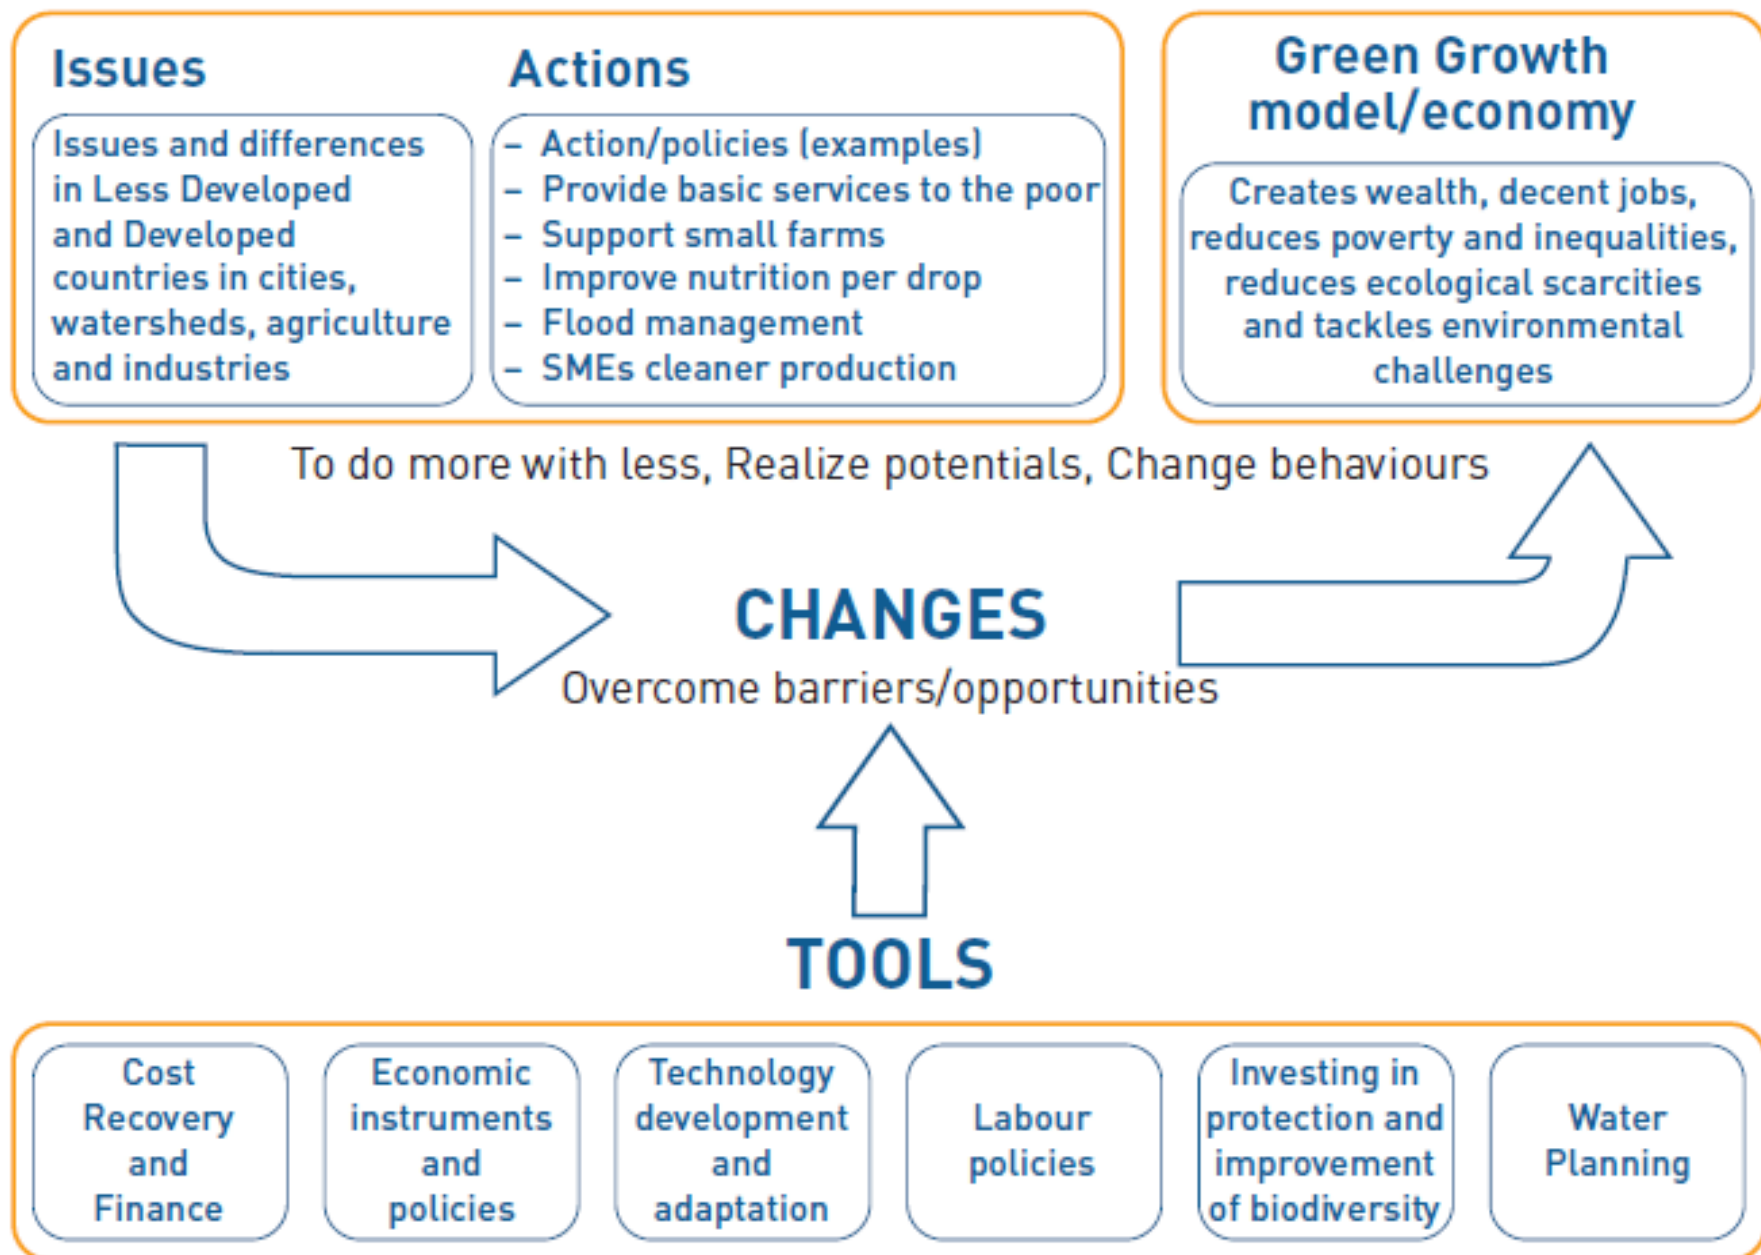 Issues
Issues and differences
in Less Developed
and Developed
countries in cities,
watersheds, agriculture
and industries
Actions
– Action/policies (examples)
– Provide basic services to the poor
– Support small farms
– Improve nutrition per drop
– Flood management
– SMEs cleaner production
Green Growth
model/economy
Creates wealth, decent jobs,
reduces poverty and inequalities,
reduces ecological scarcities
and tackles environmental
challenges
To do more with less, Realize potentials, Change behaviours
CHANGES
Overcome barriers/opportunities
TOOLS
Cost
Recovery
and
Finance
Economic
instruments
and
policies
Technology
development
and
adaptation
Labour
policies
Investing in
protection and
improvement
of biodiversity
Water
Planning